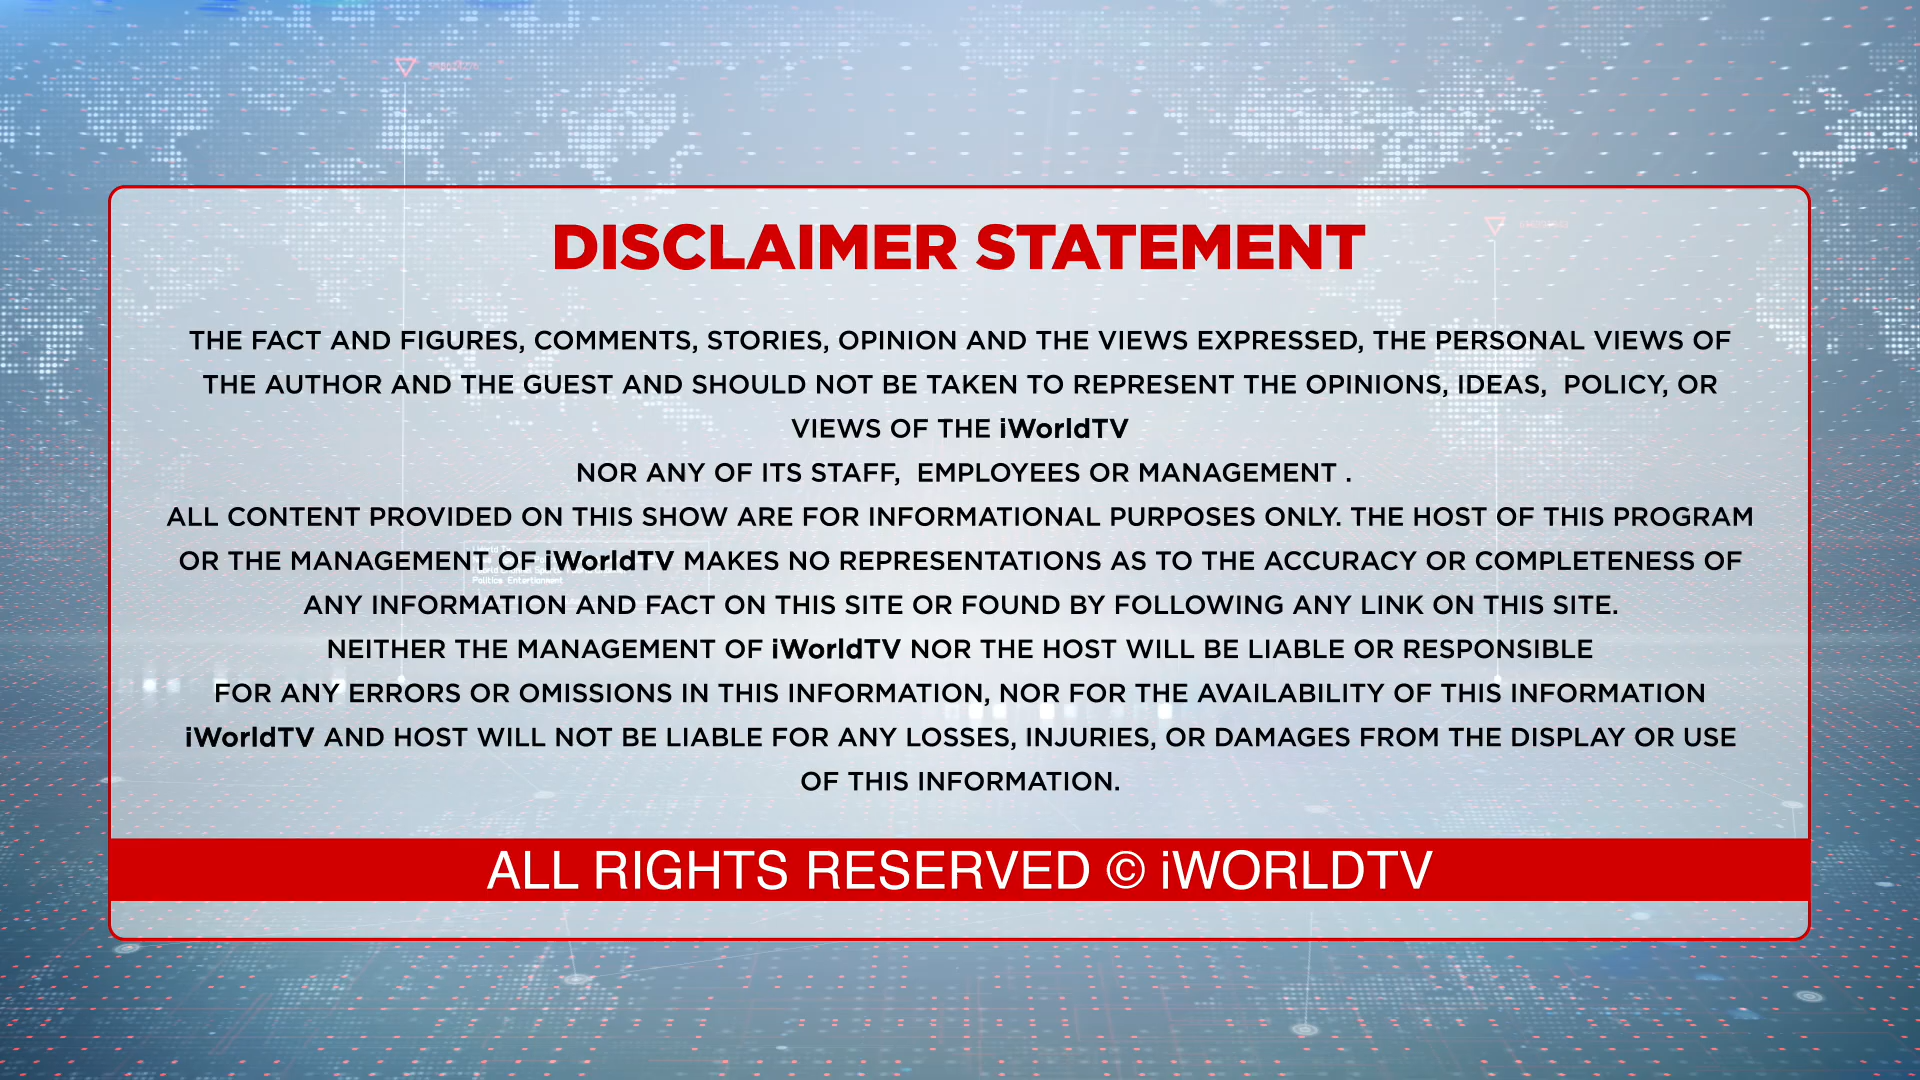 DISCLAIMER STATEMENT
THE FACT AND FIGURES, COMMENTS, STORIES, OPINION AND THE VIEWS EXPRESSED, THE PERSONAL VIEWS OF
THE AUTHOR AND THE GUEST AND SHOULD NOT BE TAKEN TO REPRESENT THE OPINIONS, IDEAS, POLICY, OR
VIEWS OF THE iWorldTV
NOR ANY OF ITS STAFF, EMPLOYEES OR MANAGEMENT .
ALL CONTENT PROVIDED ON THIS SHOW ARE FOR INFORMATIONAL PURPOSES ONLY. THE HOST OF THIS PROGRAM
OR THE MANAGEMENT OF iWorldTV MAKES NO REPRESENTATIONS AS TO THE ACCURACY OR COMPLETENESS OF
Politics Entertionment
ANY INFORMATION AND FACT ON THIS SITE OR FOUND BY FOLLOWING ANY LINK ON THIS SITE.
NEITHER THE MANAGEMENT OF iWorldTV NOR THE HOST WILL BE LIABLE OR RESPONSIBLE
FOR ANY ERRORS OR OMISSIONS IN THIS INFORMATION, NOR FOR THE AVAILABILITY OF THIS INFORMATION
iWorldTV AND HOST WILL NOT BE LIABLE FOR ANY LOSSES, INJURIES, OR DAMAGES FROM THE DISPLAY OR USE
OF THIS INFORMATION.
ALL RIGHTS RESERVED © iWORLDTV